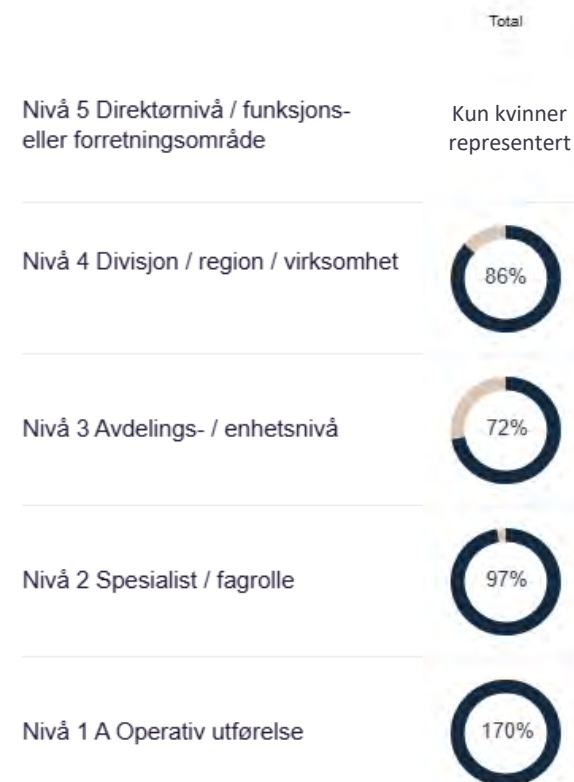 Total
Nivå 5 Direktørnivå / funksjons-
eller forretningsområde
Kun kvinner
representert
Nivå 4 Divisjon / region / virksomhet
86%
Nivå 3 Avdelings- / enhetsnivå
72%
Nivå 2 Spesialist / fagrolle
97%
Nivå 1 A Operativ utførelse
170%